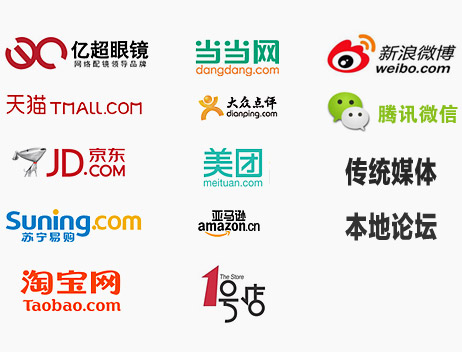 亿超眼镜
网络配镜领导品牌
当当网
dangdang.com
新浪微博
weibo.com
天猫 TMALL.COM
大众点评
dianping.com
腾讯微信
JD.京东
.COM
美团
meituan.com
传统媒体
Suning.com
苏宁易购
亚马逊
amazon.cn
本地论坛
淘宝网
Taobao.com
The Store
1号店